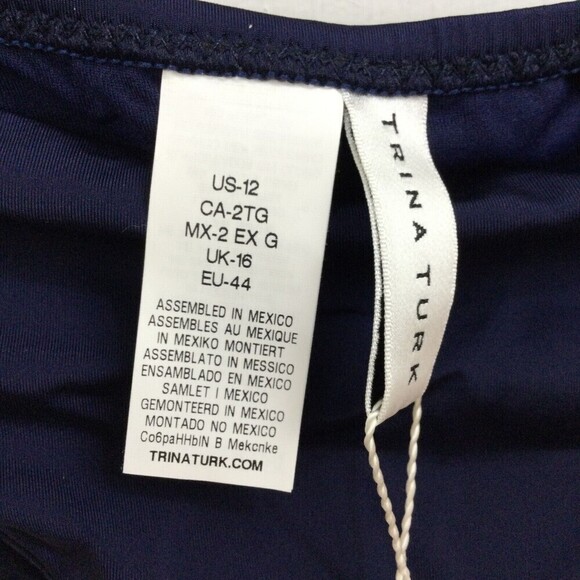 US-12
CA-2TG
MX-2 EX G
UK-16
EU-44
ASSEMBLED IN MEXICO
ASSEMBLES AU MEXIQUE
IN MEXIKO MONTIERT
ASSEMBLATO IN MESSICO
ENSAMBLADO EN MEXICO
SAMLET I MEXICO
GEMONTEERD IN MEXICO
MONTADO NO MEXICO
Co6paHHbIN B Mekcnke
TRINATURK.COM
TRINA TURK